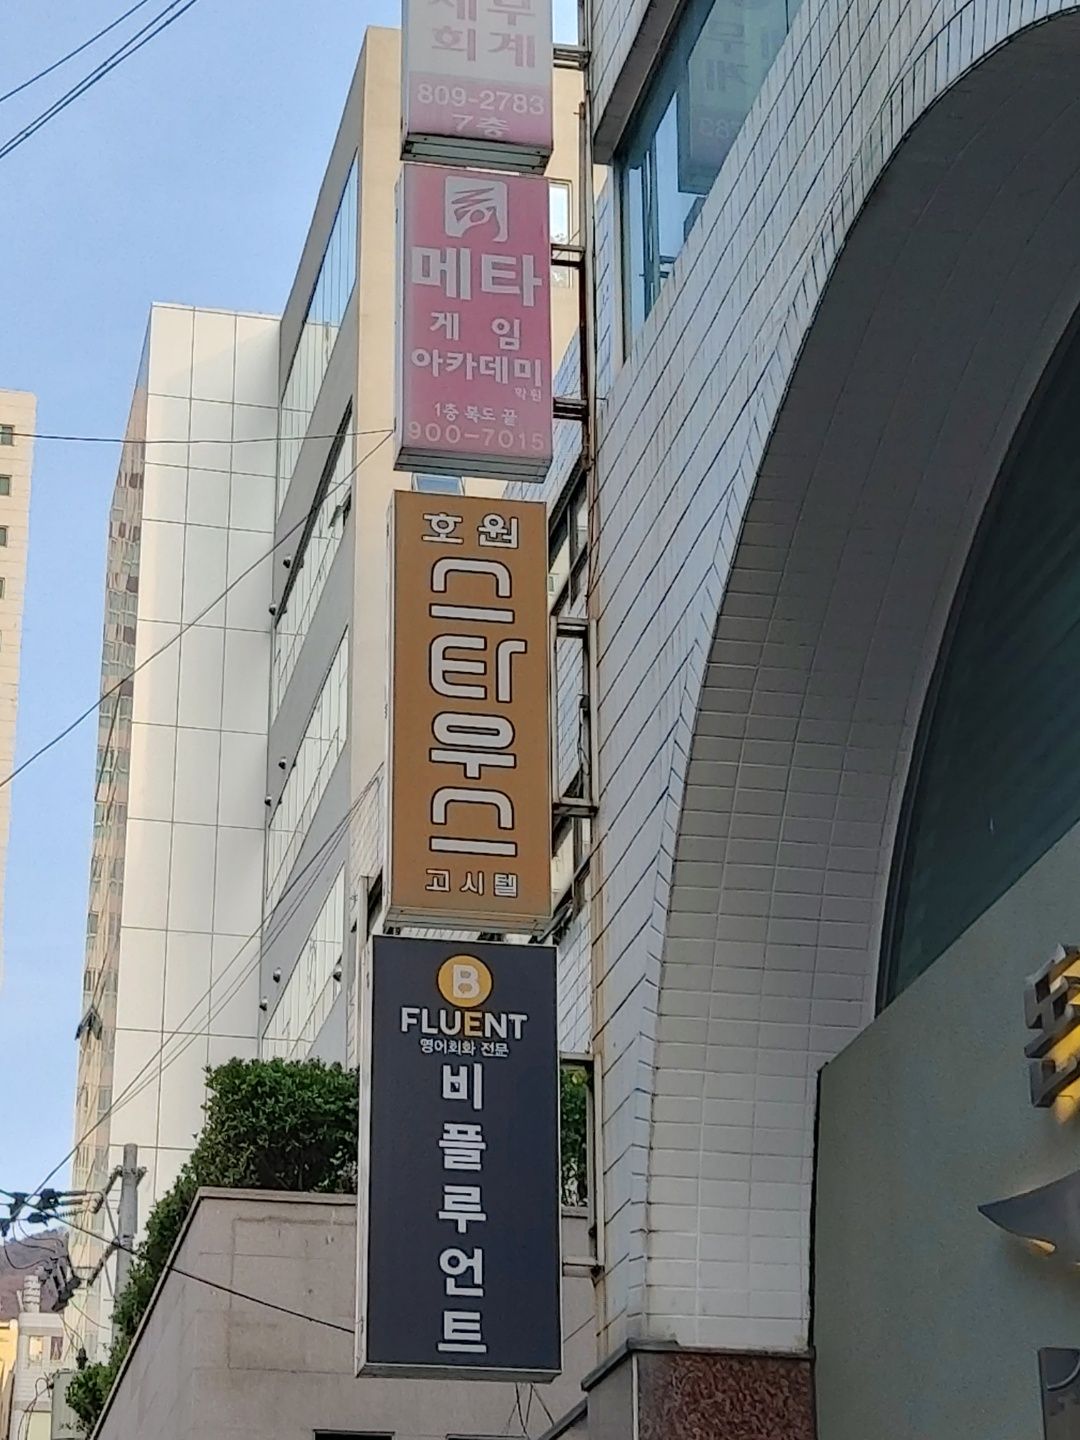 세무
회계
809-2783
7층
메타
게임
아카데미
학원
1층 복도 끝
900-7015
호원
스타우스
고시텔
B
FLUENT
영어회화 전문
비플루언트